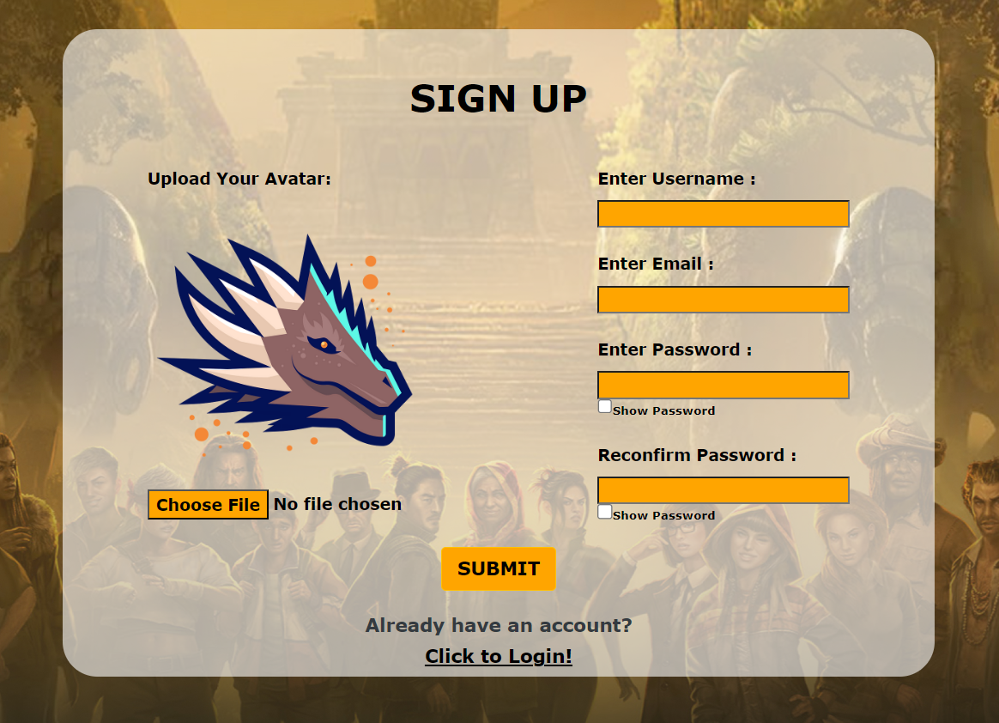 SIGN UP
Upload Your Avatar:
Choose File No file chosen
Enter Username :
Enter Email :
Enter Password :
Show Password
Reconfirm Password :
Show Password
SUBMIT
Already have an account?
Click to Login!